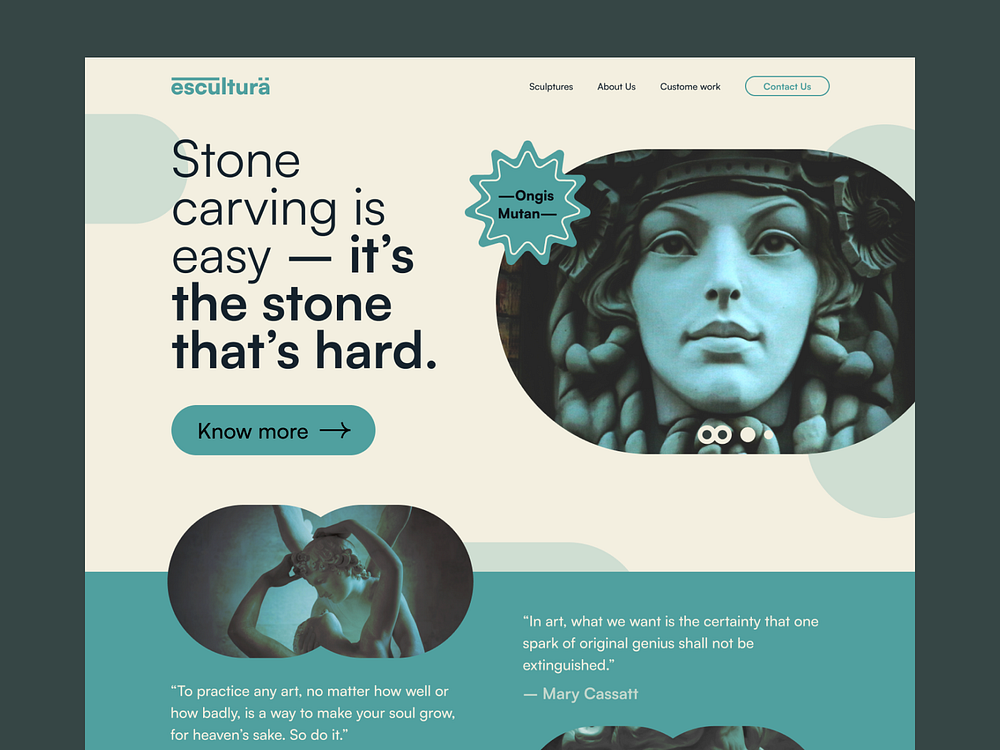 esculturä
Sculptures
About Us
Custome work
Contact Us
Stone
carving is
easy — it’s
the stone
that’s hard.
—Ongis
Mutan—
Know more
“In art, what we want is the certainty that one
spark of original genius shall not be
extinguished.”
— Mary Cassatt
“To practice any art, no matter how well or
how badly, is a way to make your soul grow,
for heaven’s sake. So do it.”